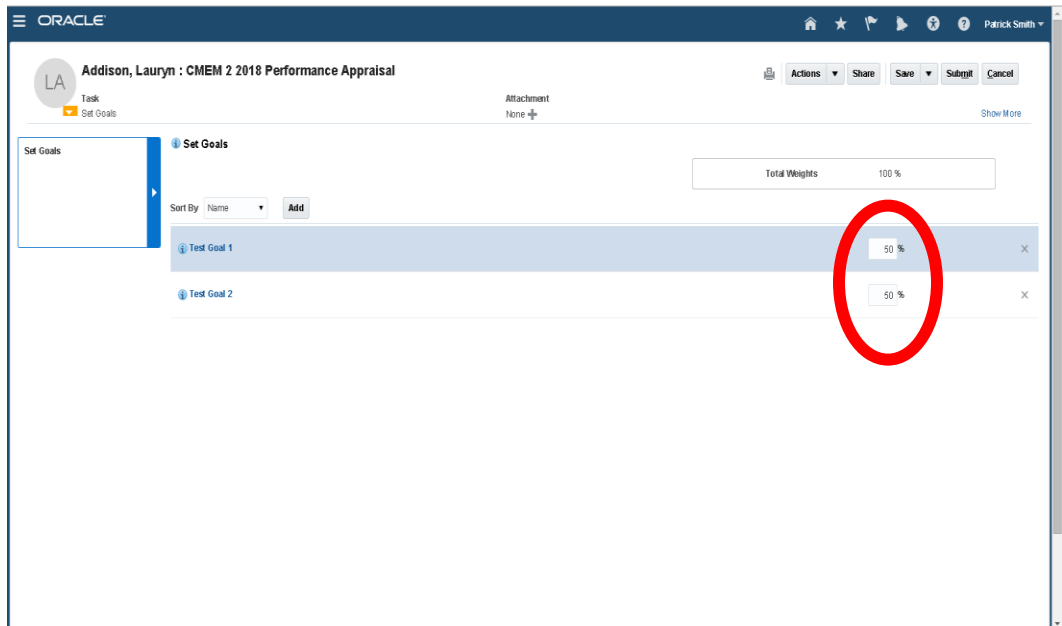 ORACLE
Patrick Smith
LA
Addison, Lauryn : CMEM 2 2018 Performance Appraisal
Actions Share Save Submit Cancel
Task Attachment
Set Goals None Show More
Set Goals
Set Goals
Total Weights 100 %
Sort By Name Add
Test Goal 1 50 %
Test Goal 2 50 %